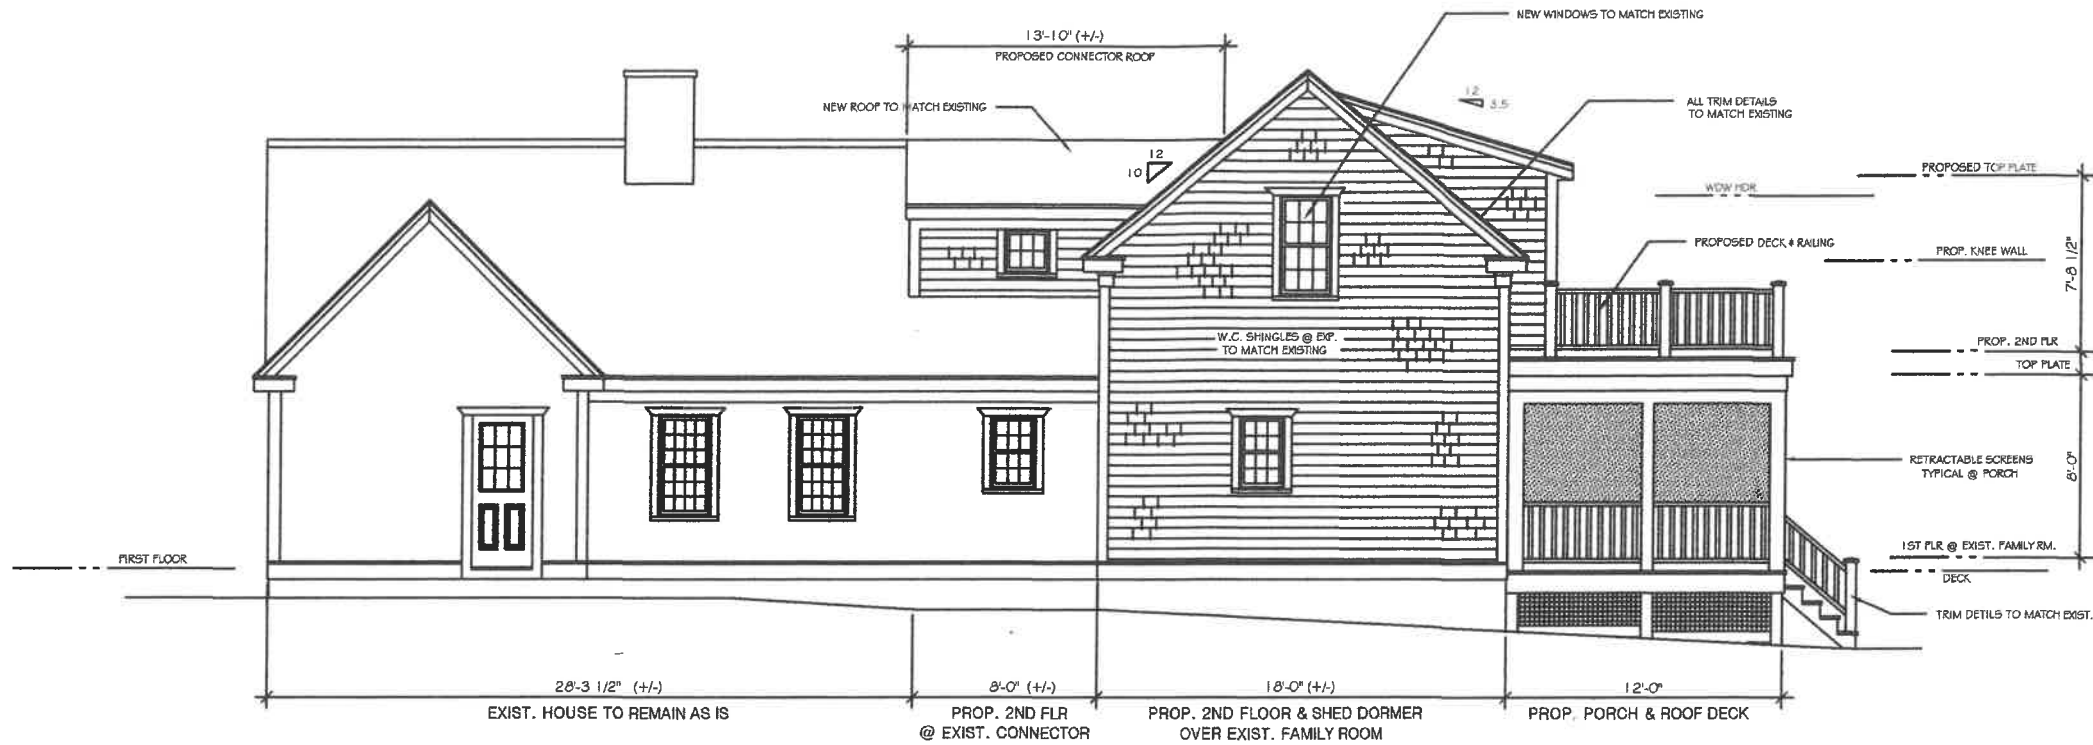 NEW WINDOWS TO MATCH EXISTING
13'-10" (+/-)
PROPOSED CONNECTOR ROOF
NEW ROOF TO MATCH EXISTING
12
3.5
ALL TRIM DETAILS
TO MATCH EXISTING
12
10
PROPOSED TOP PLATE
WDW HDR
PROPOSED DECK & RAILING
PROP. KNEE WALL
7'-8 1/2"
W.C. SHINGLES @ EXP.
TO MATCH EXISTING
PROP. 2ND FLR
TOP PLATE
RETRACTABLE SCREENS
TYPICAL @ PORCH
8'-0"
FIRST FLOOR
1ST FLR @ EXIST. FAMILY RM.
DECK
TRIM DETILS TO MATCH EXIST.
28'-3 1/2" (+/-)
8'-0" (+/-)
18'-0" (+/-)
12'-0"
EXIST. HOUSE TO REMAIN AS IS
PROP. 2ND FLR
@ EXIST. CONNECTOR
PROP. 2ND FLOOR & SHED DORMER
OVER EXIST. FAMILY ROOM
PROP. PORCH & ROOF DECK